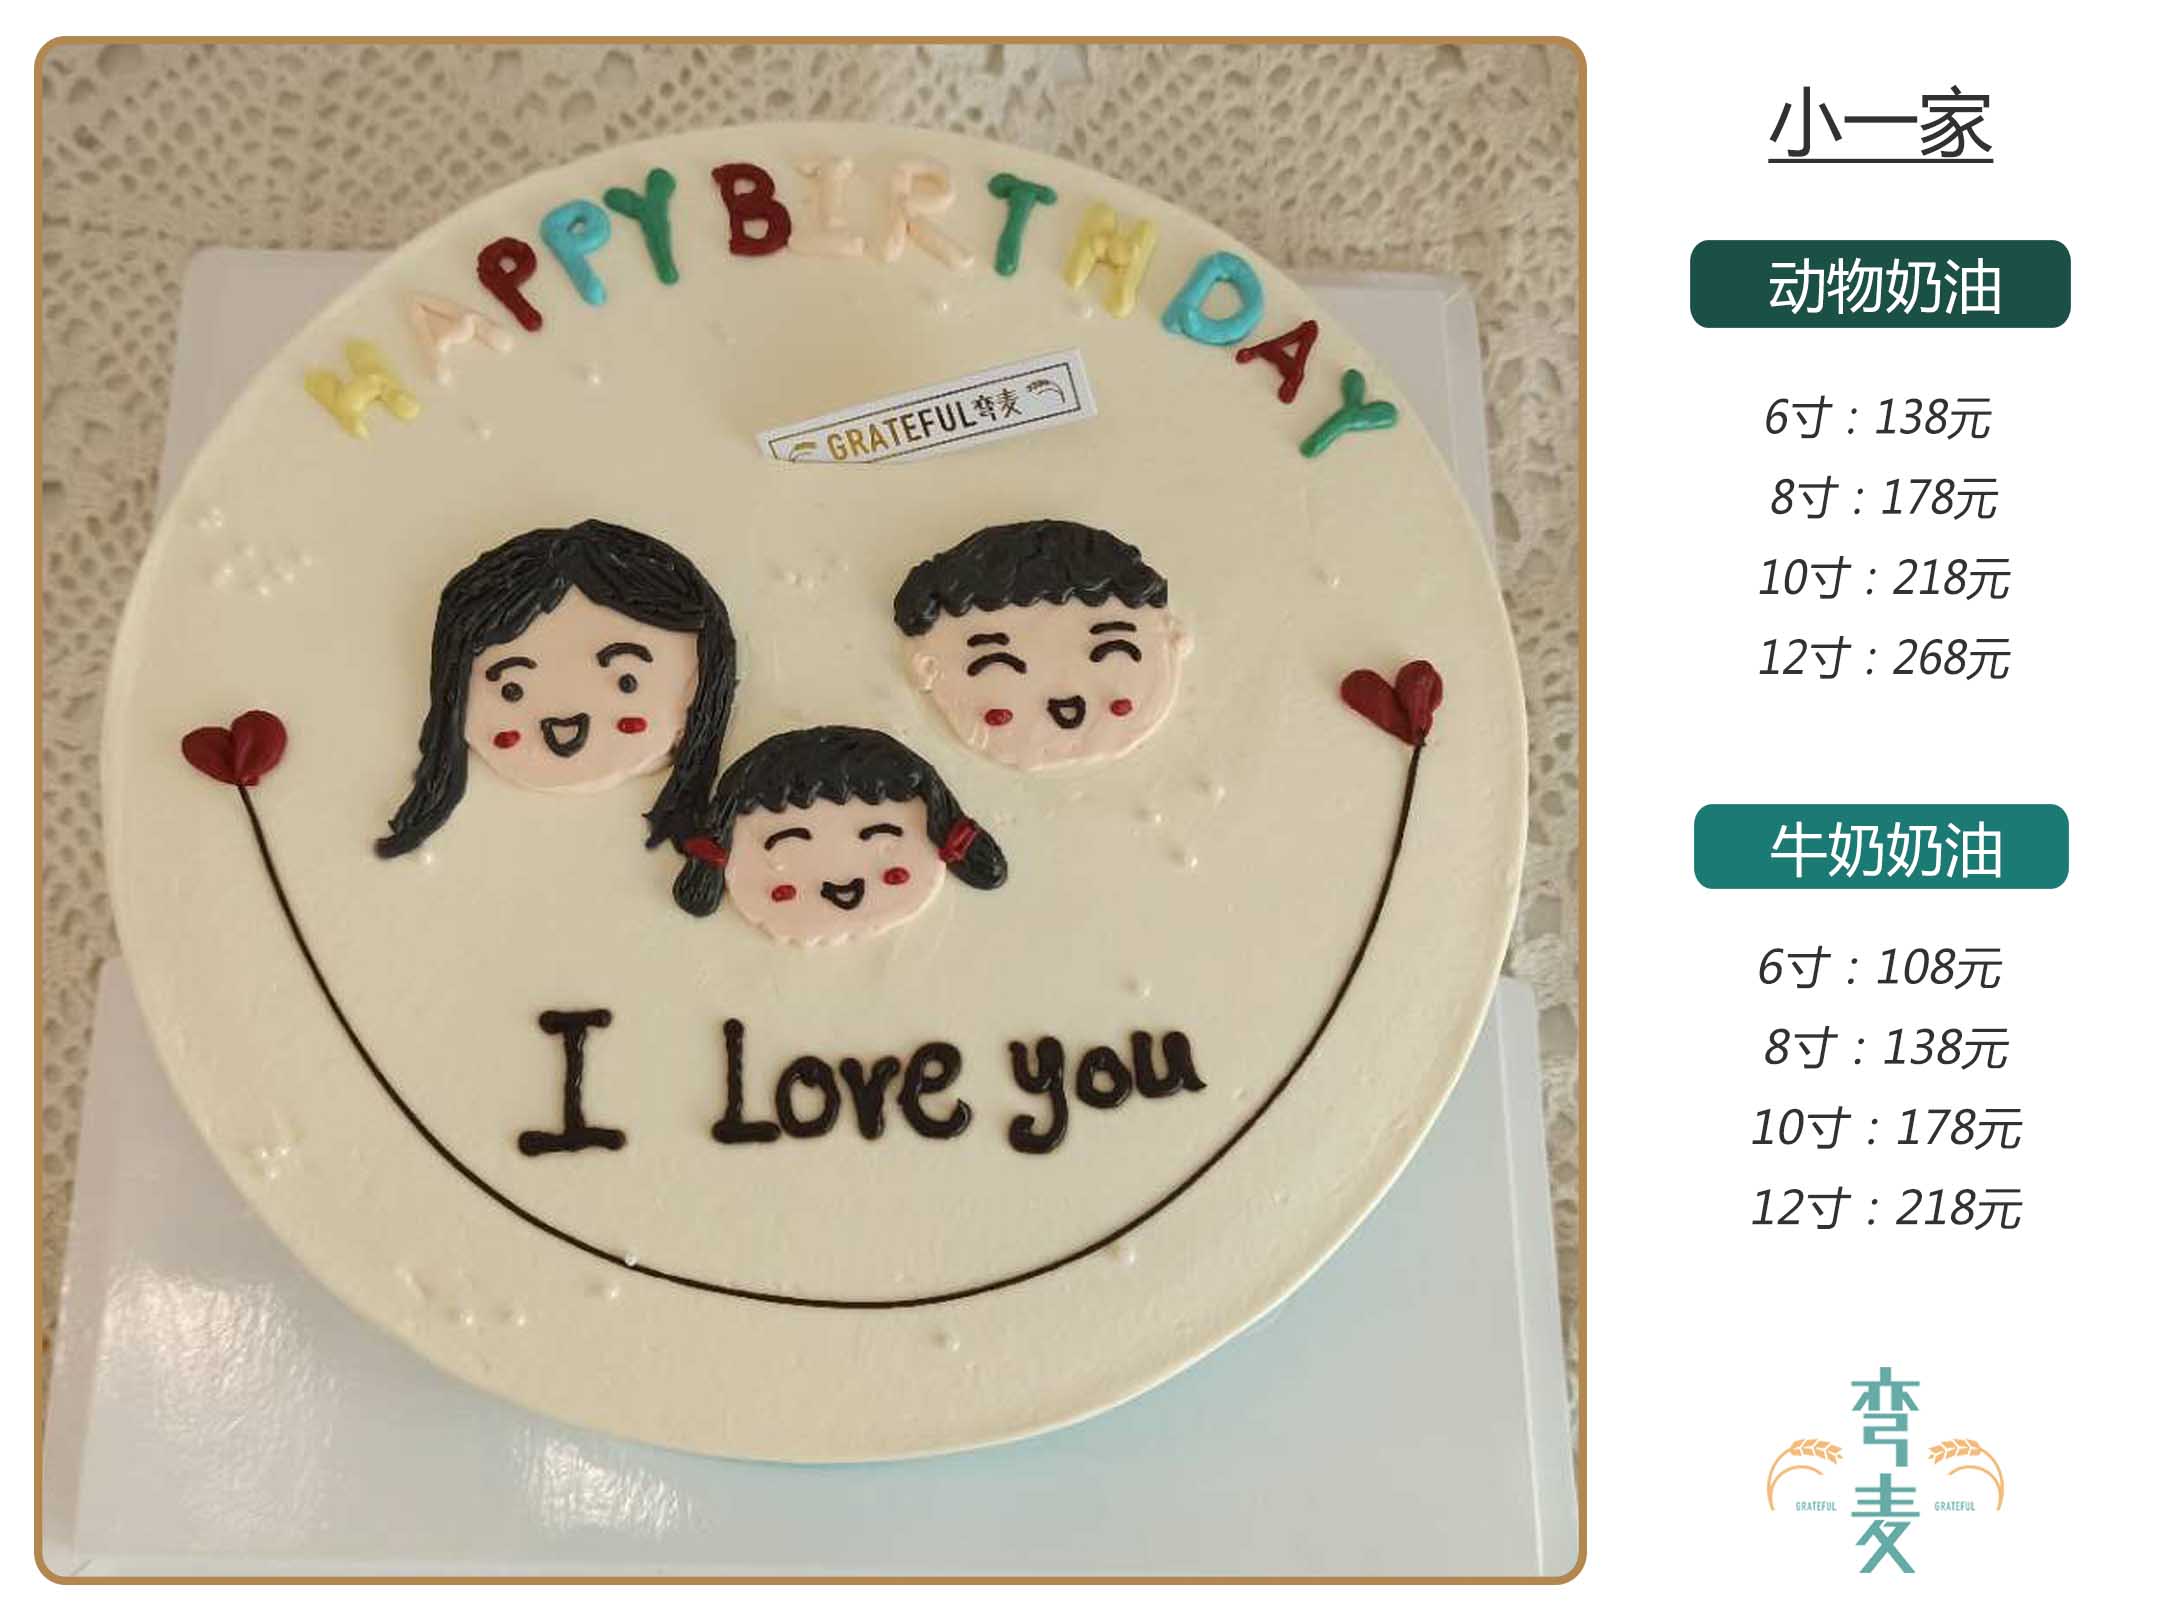 HAPPY BIRTHDAY
GRATEFUL弯麦
I Love you
小一家
动物奶油
6寸：138元
8寸：178元
10寸：218元
12寸：268元
牛奶奶油
6寸：108元
8寸：138元
10寸：178元
12寸：218元
弯麦
GRATEFUL
GRATEFUL